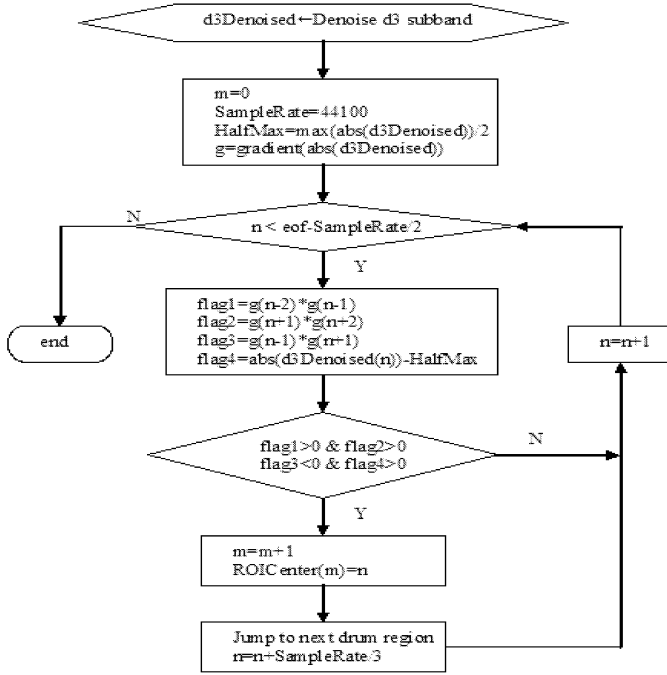 d3Denoised←Denoise d3 subband
m=0
SampleRate=44100
HalfMax=max(abs(d3Denoised))/2
g=gradient(abs(d3Denoised))
N
n < eof-SampleRate/2
Y
flag1=g(n-2)*g(n-1)
flag2=g(n+1)*g(n+2)
flag3=g(n-1)*g(n+1)
flag4=abs(d3Denoised(n))-HalfMax
end
n=n+1
flag1>0 & flag2>0
flag3<0 & flag4>0
N
Y
m=m+1
ROICenter(m)=n
Jump to next drum region
n=n+SampleRate/3